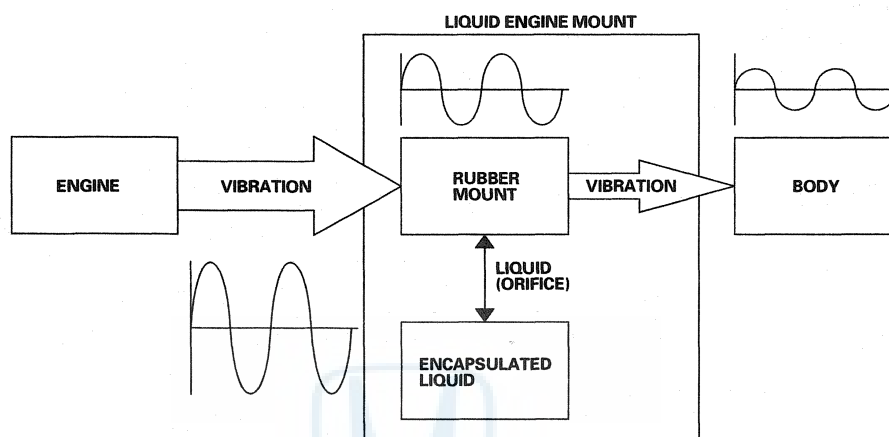 LIQUID ENGINE MOUNT
ENGINE
VIBRATION
RUBBER
MOUNT
VIBRATION
BODY
LIQUID
(ORIFICE)
ENCAPSULATED
LIQUID